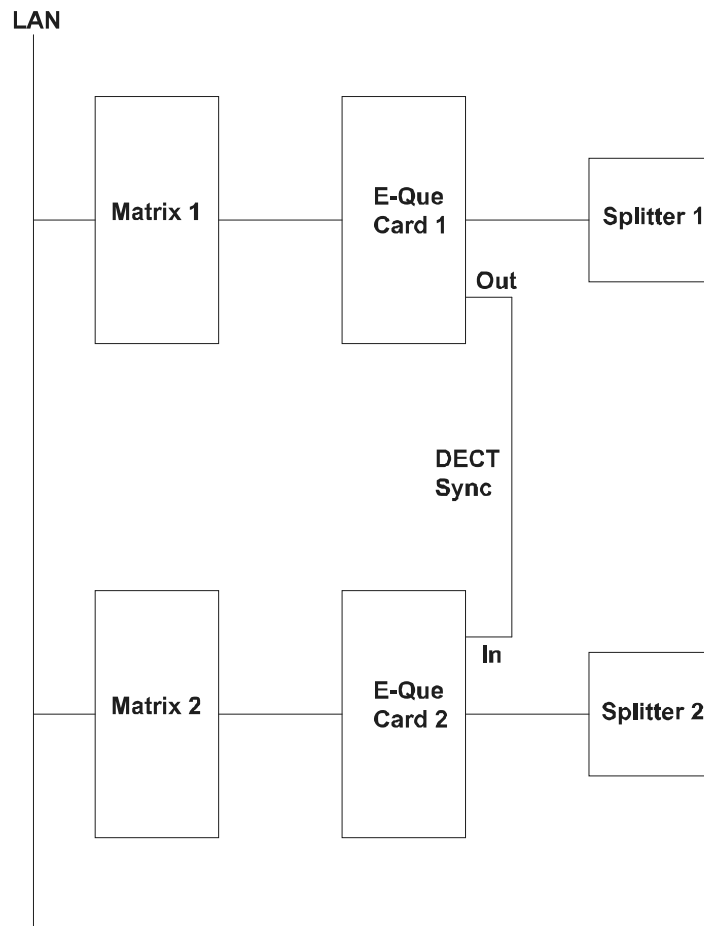 LAN
Matrix 1
E-Que
Card 1
Splitter 1
Out
DECT
Sync
In
Matrix 2
E-Que
Card 2
Splitter 2